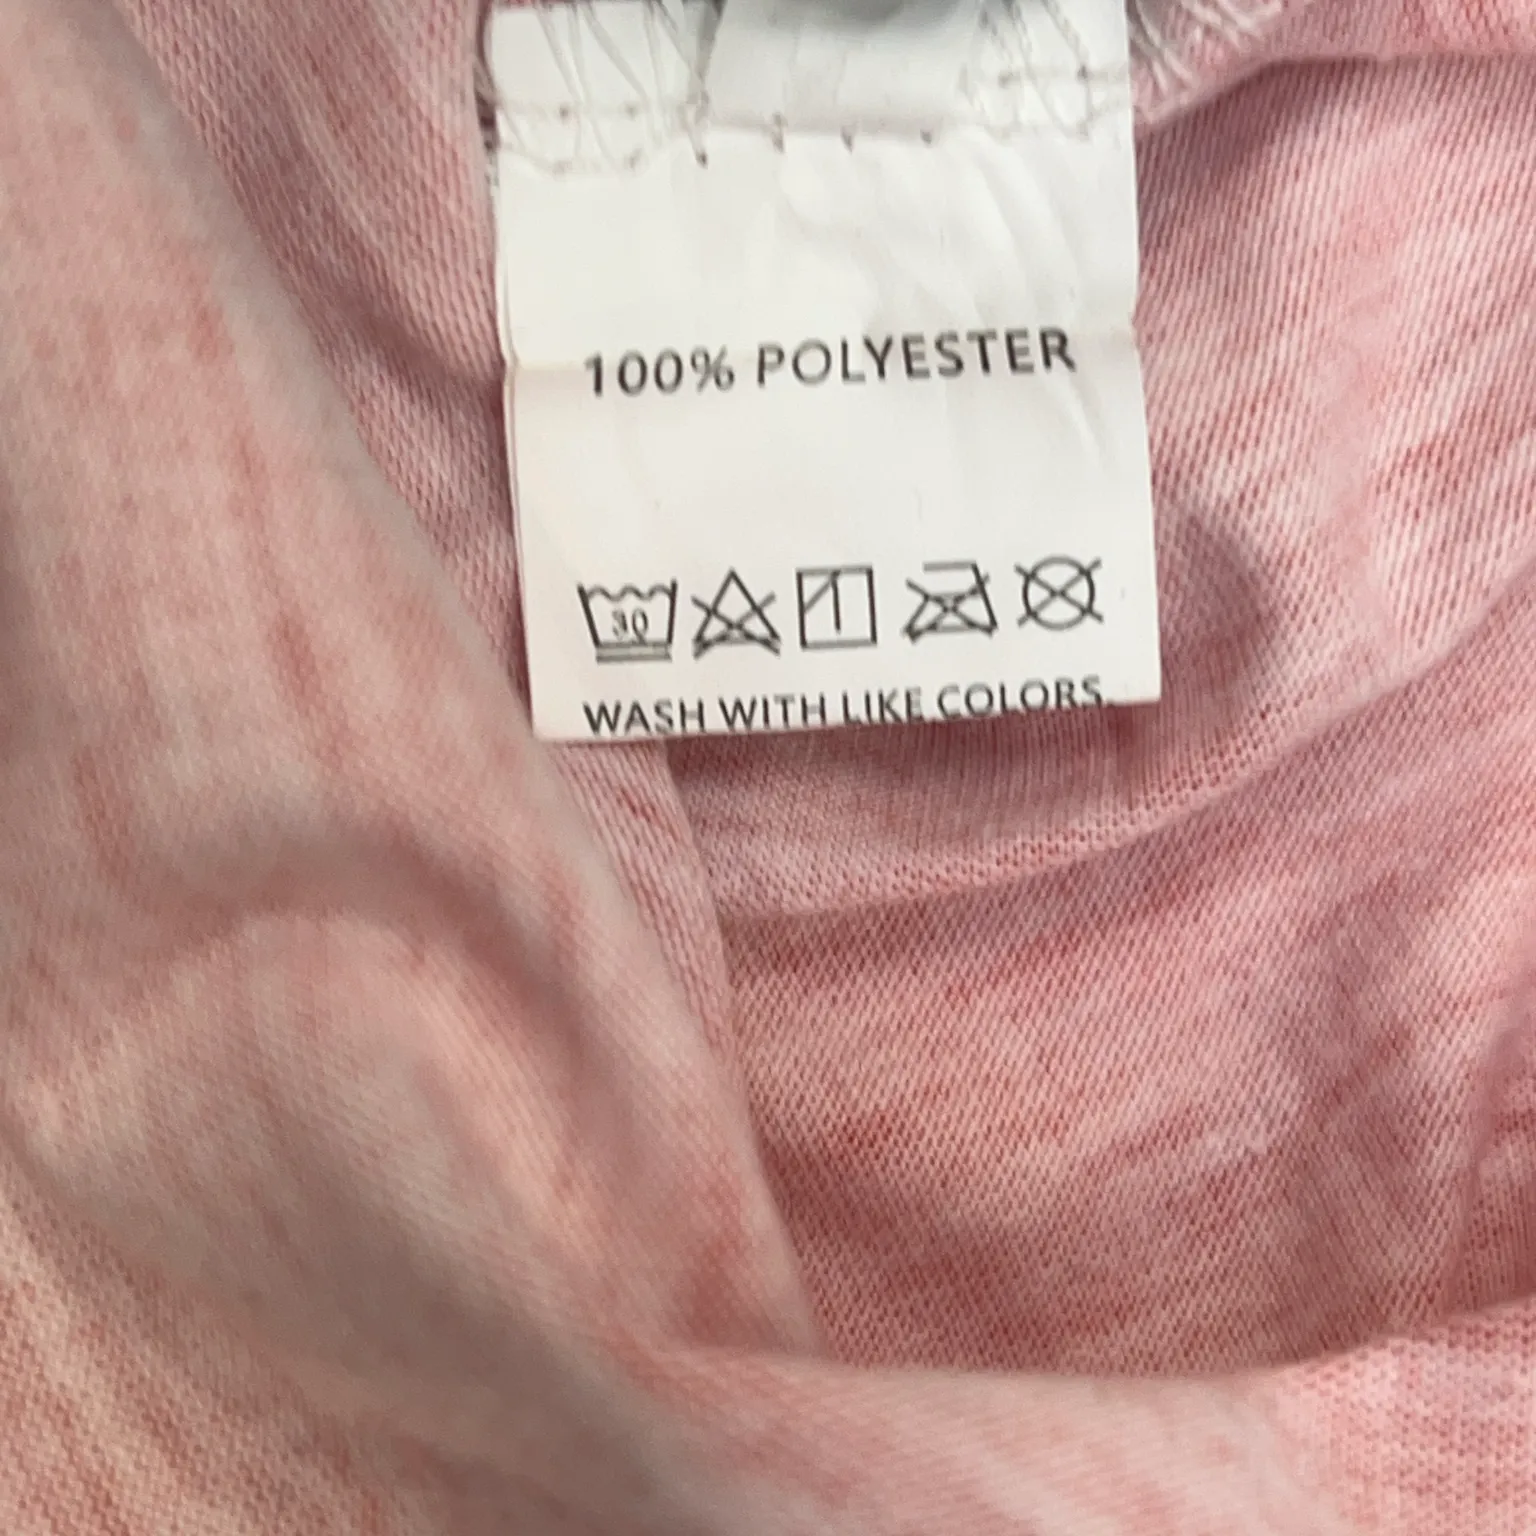 100% POLYESTER
30
WASH WITH LIKE COLORS.